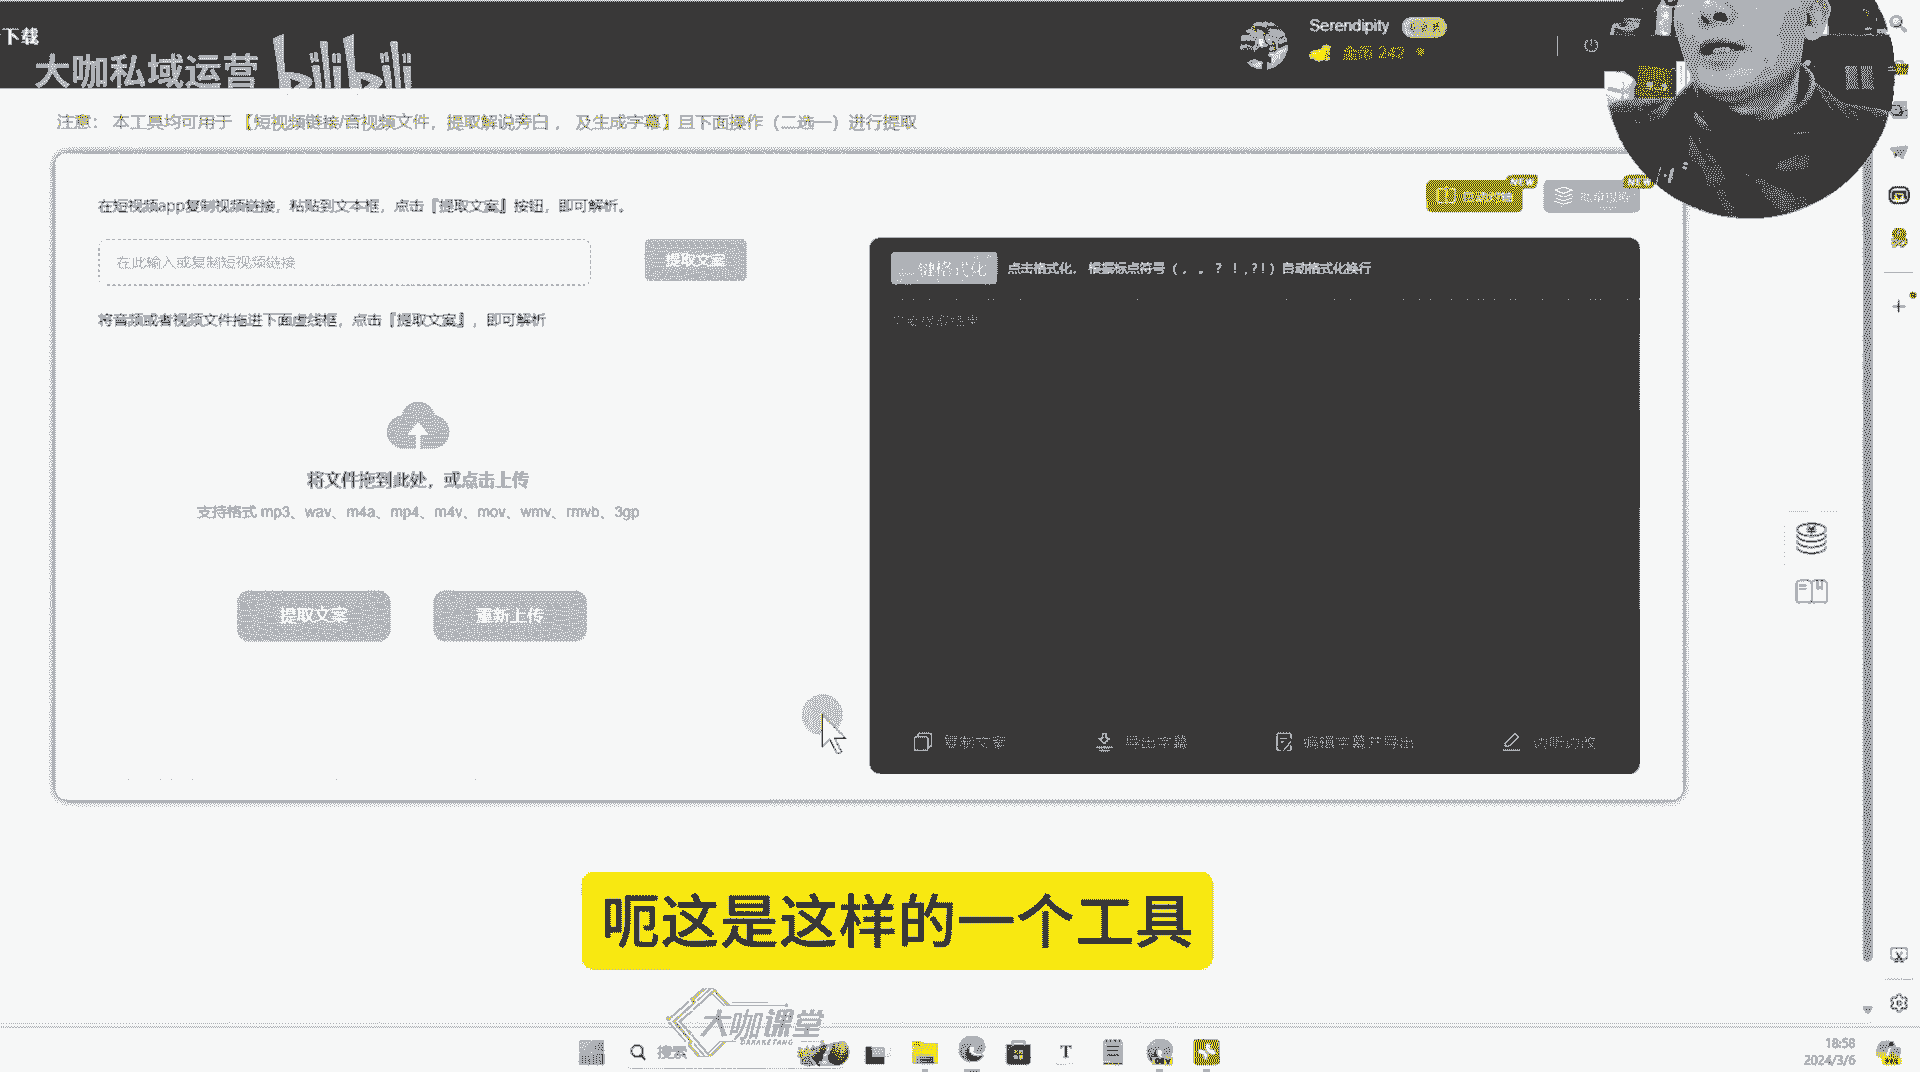 下载
大咖私域运营 bilibili
Serendipity
金币 242
注意： 本工具均可用于 【短视频链接/音视频文件，提取解说旁白 ， 及生成字幕】且下面操作（二选一）进行提取
在短视频app复制视频链接，粘贴到文本框，点击『提取文案』按钮，即可解析。
在此输入或复制短视频链接
提取文案
一键格式化
点击格式化， 根据标点符号（ , 。 ? ！,?!）自动格式化换行
将音频或者视频文件拖进下面虚线框，点击『提取文案』，即可解析
将文件拖到此处，或点击上传
支持格式 mp3、wav、m4a、mp4、m4v、mov、wmv、rmvb、3gp
提取文案
重新上传
复制文案
导出字幕
编辑字幕并导出
边听边改
呃这是这样的一个工具
大咖课堂
DAKAKETANG
搜索
18:58
2024/3/6